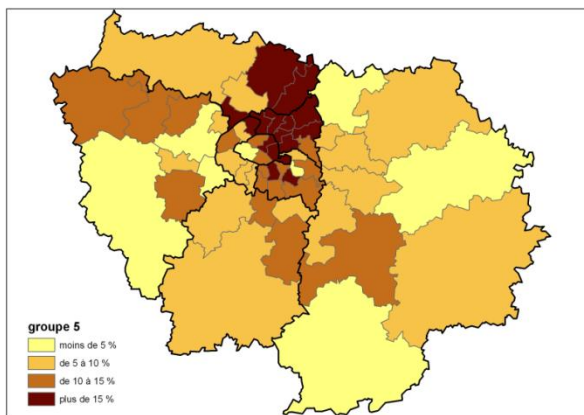 groupe 5
moins de 5 %
de 5 à 10 %
de 10 à 15 %
plus de 15 %